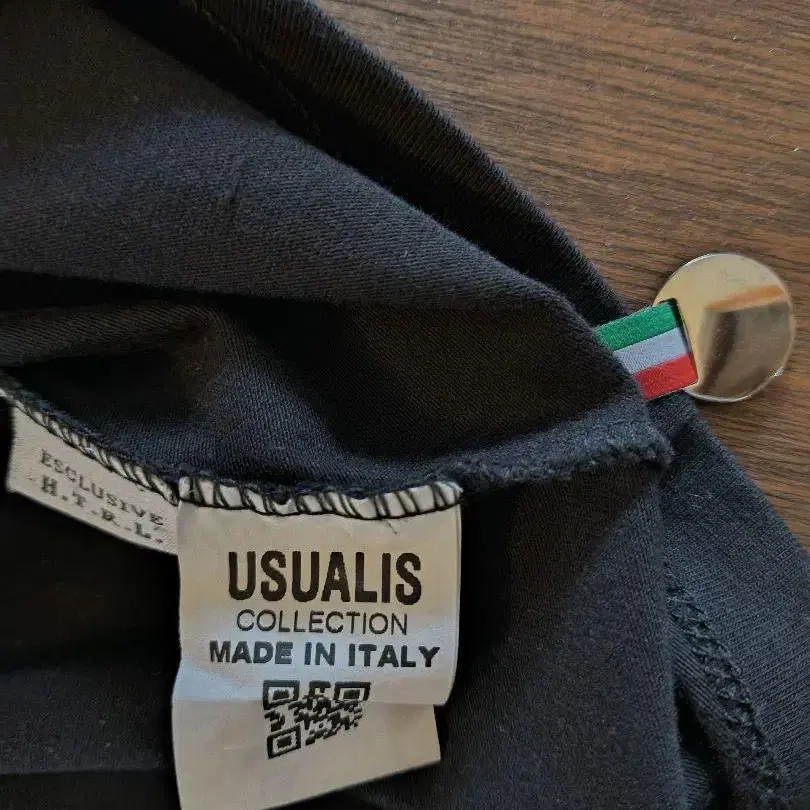 ESCLUSIVE
H.T.R.L.
USUALIS
COLLECTION
MADE IN ITALY